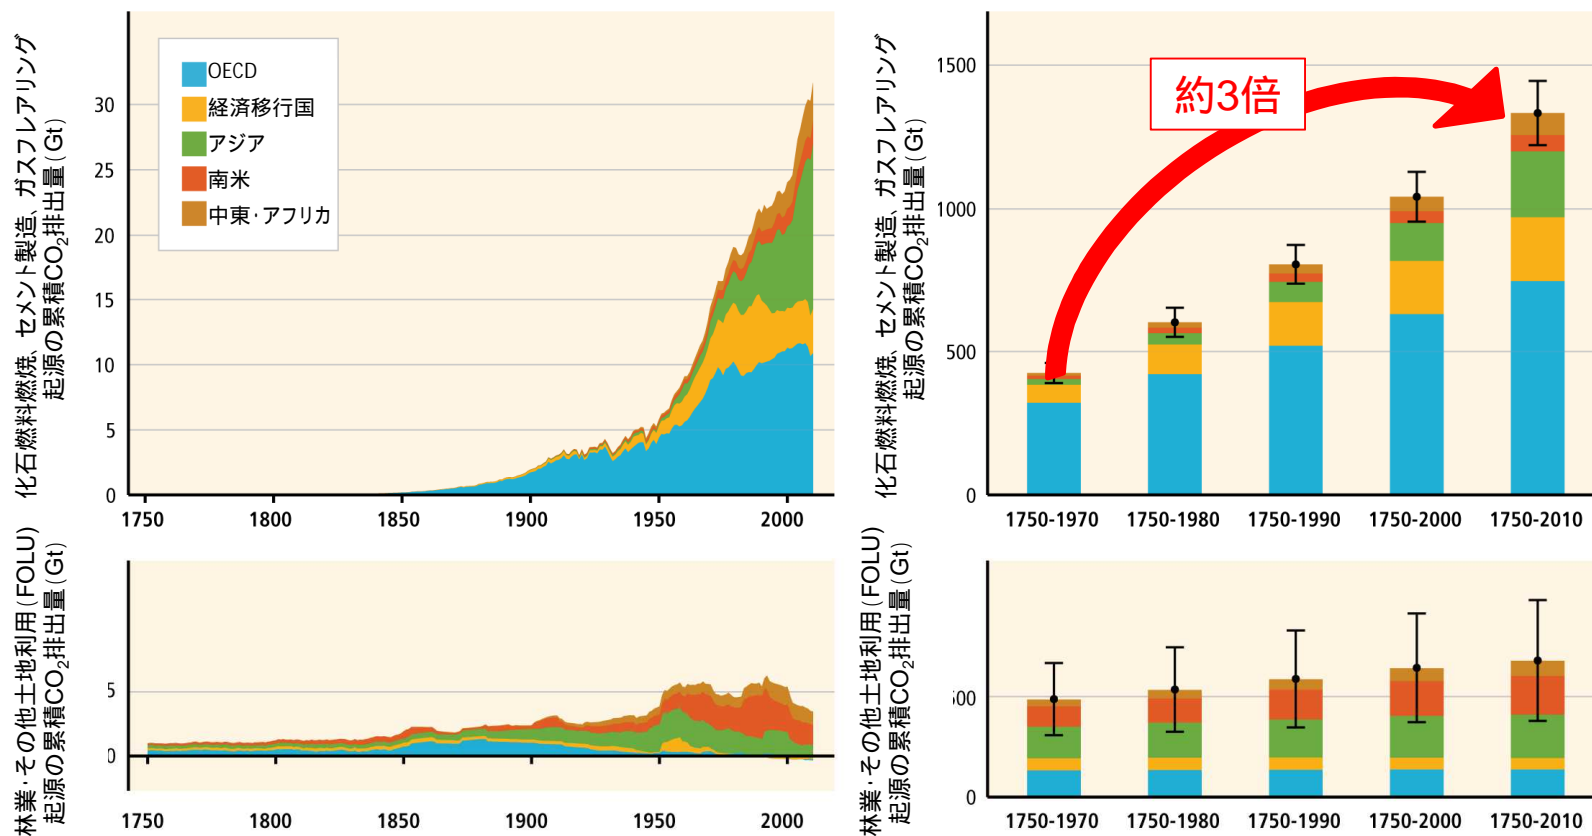 化石燃料燃焼、セメント製造、ガスフレアリング
起源の累積CO₂排出量(Gt)
30
25
20
15
10
5
0
OECD
経済移行国
アジア
南米
中東・アフリカ
1750 1800 1850 1900 1950 2000
化石燃料燃焼、セメント製造、ガスフレアリング
起源の累積CO₂排出量(Gt)
1500
1000
500
0
約3倍
1750-1970 1750-1980 1750-1990 1750-2000 1750-2010
林業・その他土地利用(FOLU)
起源の累積CO₂排出量(Gt)
5
0
1750 1800 1850 1900 1950 2000
林業・その他土地利用(FOLU)
起源の累積CO₂排出量(Gt)
500
0
1750-1970 1750-1980 1750-1990 1750-2000 1750-2010